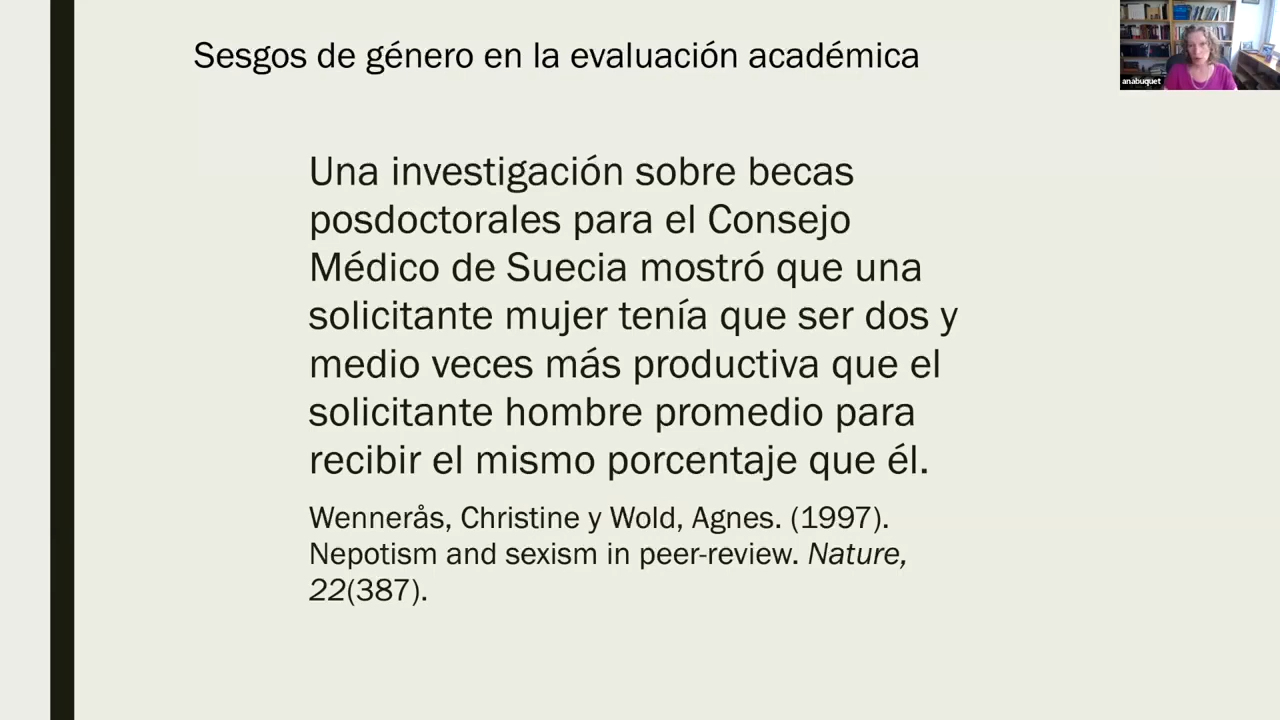 Sesgos de género en la evaluación académica
anabuquet
Una investigación sobre becas
posdoctorales para el Consejo
Médico de Suecia mostró que una
solicitante mujer tenía que ser dos y
medio veces más productiva que el
solicitante hombre promedio para
recibir el mismo porcentaje que él.
Wennerås, Christine y Wold, Agnes. (1997).
Nepotism and sexism in peer-review. Nature,
22(387).